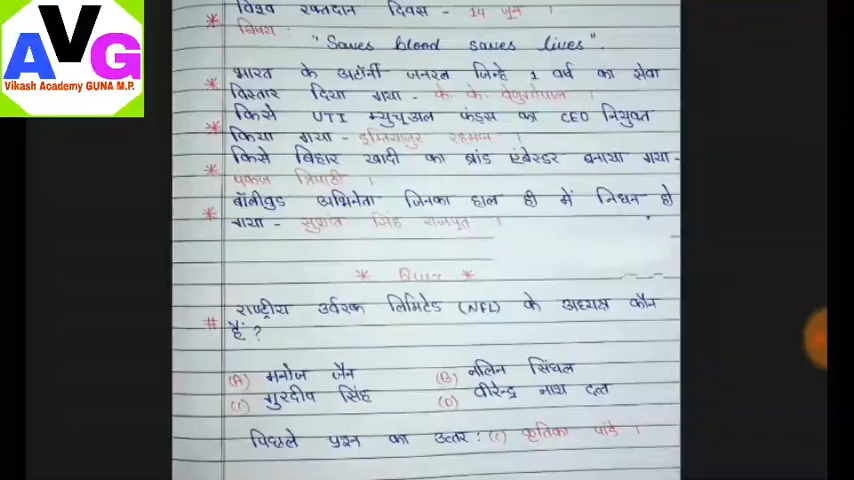 AVG
Vikash Academy GUNA M.P.
* विश्व रक्तदान दिवस - 14 जून ।
विषय :
"Saves blood saves lives".
* भारत के अटॉर्नी जनरल जिन्हे 1 वर्ष का सेवा
विस्तार दिया गया - के. के. वेणुगोपाल ।
* किसे UTI म्युचूअल फंड्स का CEO नियुक्त
किया गया - इम्तियाजुर रहमान ।
* किसे बिहार खादी का ब्रांड एंबेस्डर बनाया गया -
पंकज त्रिपाठी ।
* बॉलीवुड अभिनेता जिनका हाल ही में निधन हो
गया - सुशांत सिंह राजपूत ।
* Quiz *
# राष्ट्रीय उर्वरक लिमिटेड (NFL) के अध्यक्ष कौन
हैं ?
(A) मनोज जैन (B) नलिन सिंघल
(C) गुरदीप सिंह (D) वीरेन्द्र नाथ दत्त
पिछले प्रश्न का उत्तर : (C) कृतिका पांडे ।